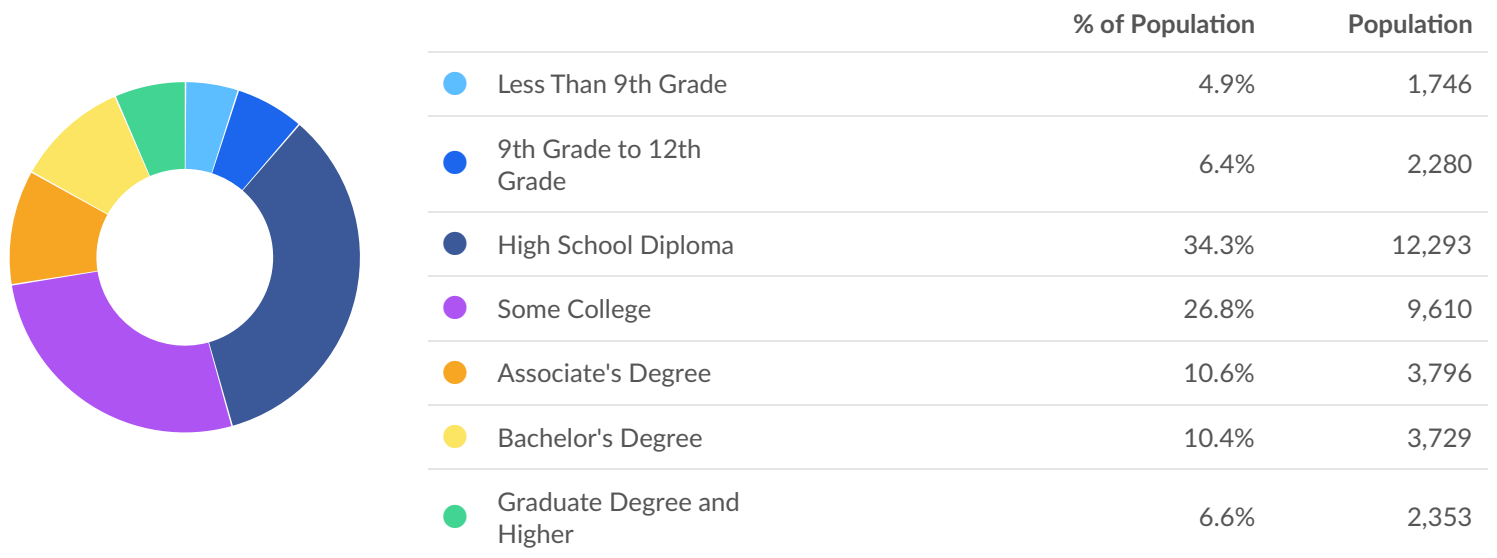 % of Population Population
Less Than 9th Grade 4.9% 1,746
9th Grade to 12th
Grade 6.4% 2,280
High School Diploma 34.3% 12,293
Some College 26.8% 9,610
Associate's Degree 10.6% 3,796
Bachelor's Degree 10.4% 3,729
Graduate Degree and
Higher 6.6% 2,353